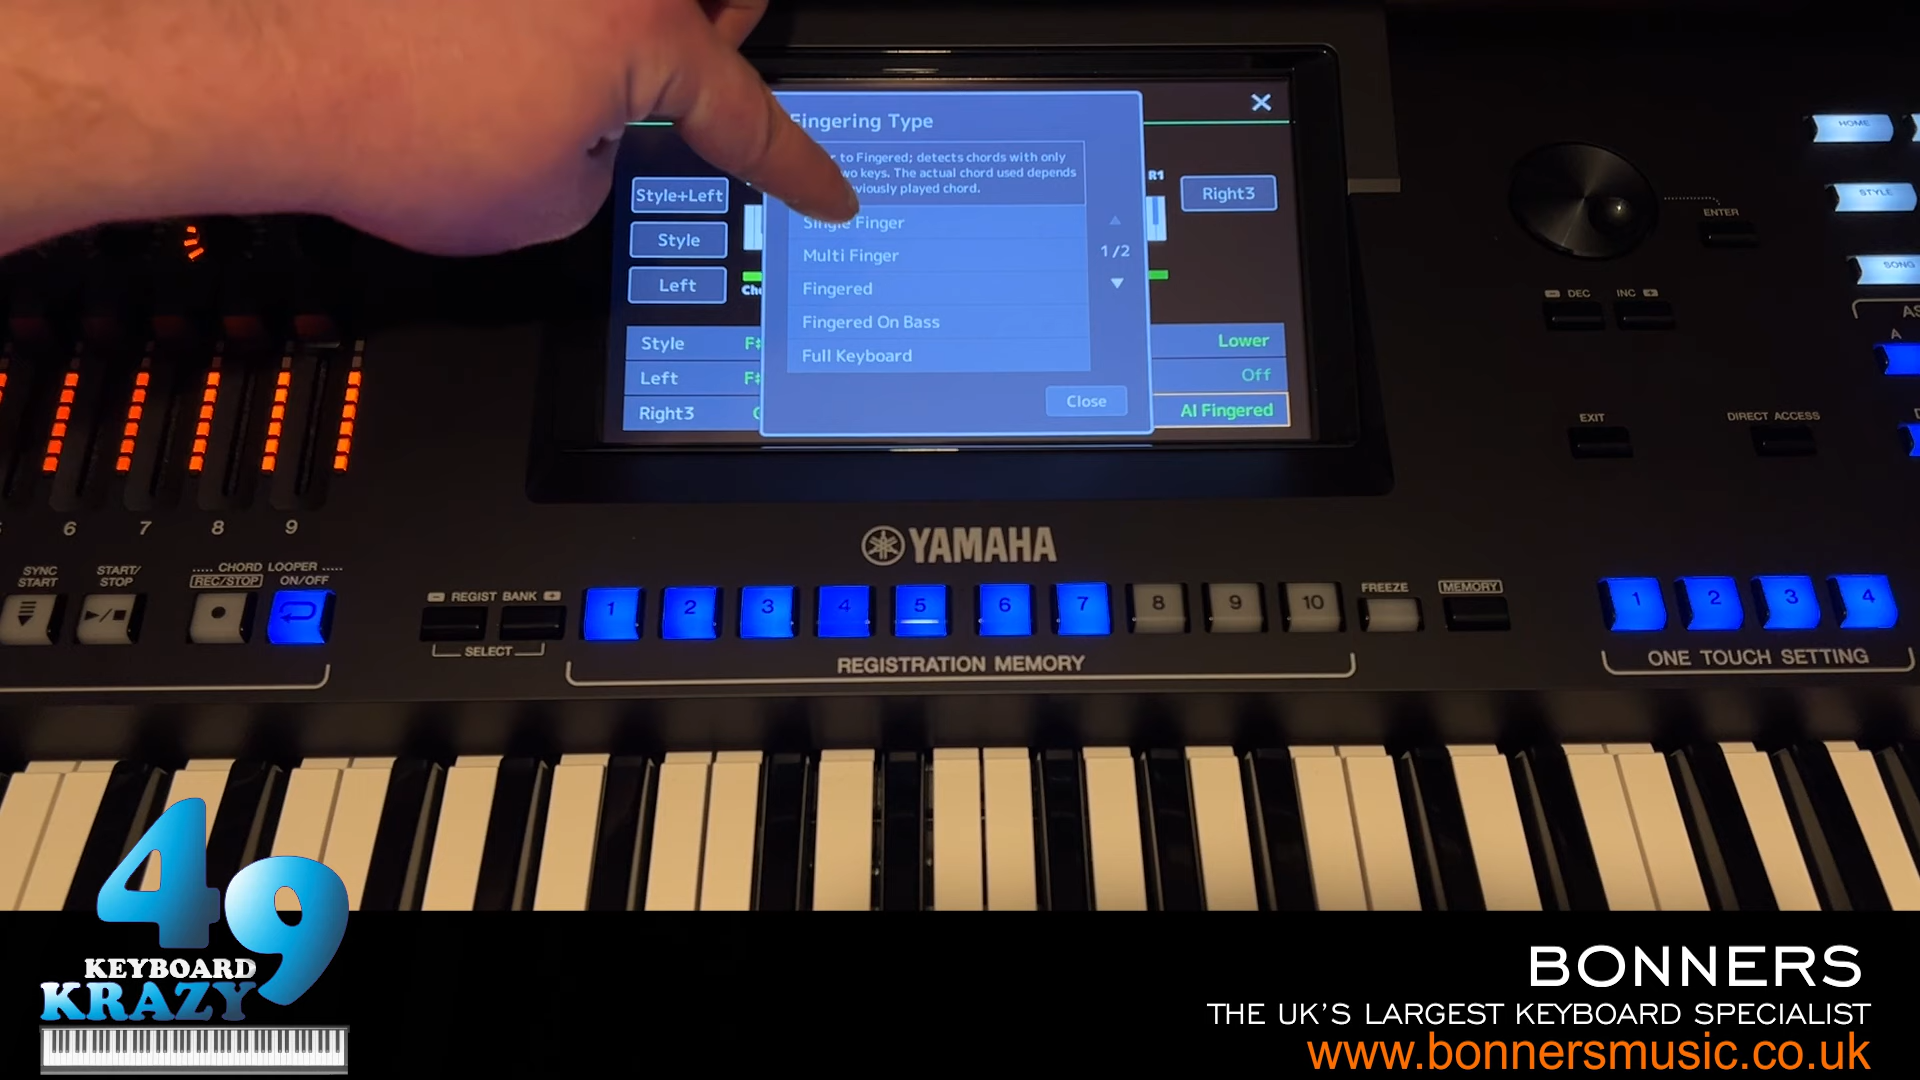 Fingering Type
to Fingered; detects chords with only
two keys. The actual chord used depends
previously played chord.
Single Finger
Multi Finger
Fingered
Fingered On Bass
Full Keyboard
1/2
Close
Style+Left
Style
Left
R1
Right3
Style
Left
Right3
Lower
Off
AI Fingered
HOME
STYLE
SONG
ENTER
DEC
INC
EXIT
DIRECT ACCESS
A
6 7 8 9
SYNC START
START/STOP
CHORD LOOPER
REC/STOP
ON/OFF
YAMAHA
REGIST BANK
SELECT
1 2 3 4 5 6 7 8 9 10
REGISTRATION MEMORY
FREEZE
MEMORY
1 2 3 4
ONE TOUCH SETTING
49
KEYBOARD
KRAZY
BONNERS
THE UK'S LARGEST KEYBOARD SPECIALIST
www.bonnersmusic.co.uk